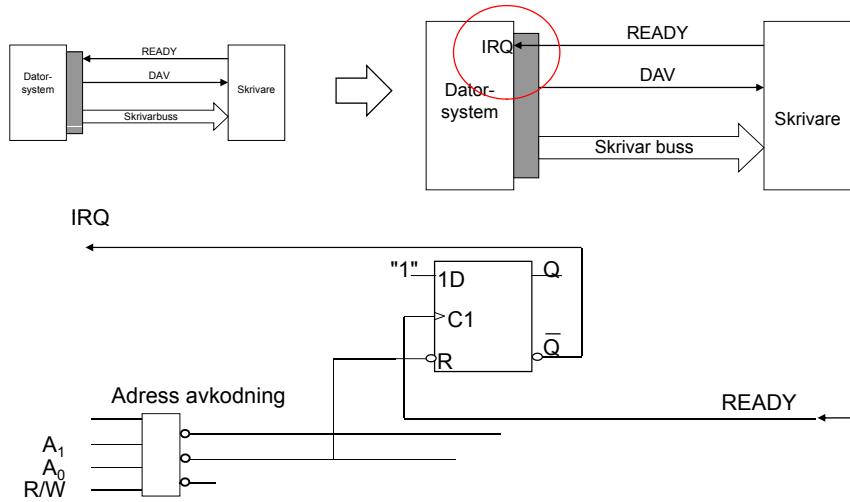 READY
Dator-
system
DAV
Skrivare
Skrivarbuss
IRQ
READY
Dator-
system
DAV
Skrivare
Skrivar buss
IRQ
"1"
1D
Q
C1
Q̅
R
Adress avkodning
READY
A₁
A₀
R/W